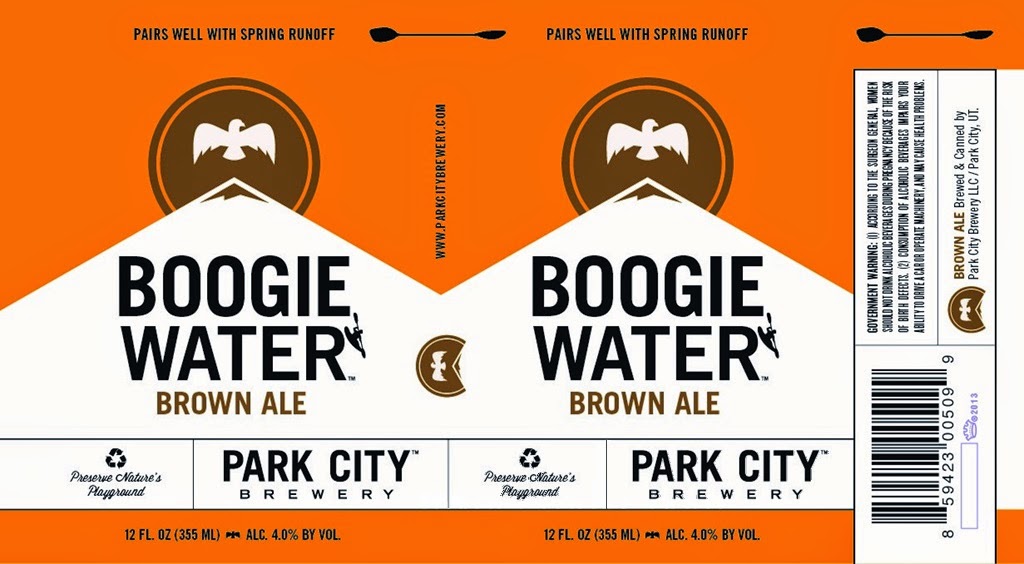 PAIRS WELL WITH SPRING RUNOFF
BOOGIE
WATER™
BROWN ALE
WWW.PARKCITYBREWERY.COM
Preserve Nature's
Playground
PARK CITY™
BREWERY
12 FL. OZ (355 ML) ALC. 4.0% BY VOL.
PAIRS WELL WITH SPRING RUNOFF
BOOGIE
WATER™
BROWN ALE
Preserve Nature's
Playground
PARK CITY™
BREWERY
12 FL. OZ (355 ML) ALC. 4.0% BY VOL.
GOVERNMENT WARNING: (1) ACCORDING TO THE SURGEON GENERAL, WOMEN
SHOULD NOT DRINK ALCOHOLIC BEVERAGES DURING PREGNANCY BECAUSE OF THE RISK
OF BIRTH DEFECTS. (2) CONSUMPTION OF ALCOHOLIC BEVERAGES IMPAIRS YOUR
ABILITY TO DRIVE A CAR OR OPERATE MACHINERY, AND MAY CAUSE HEALTH PROBLEMS.
BROWN ALE Brewed & Canned by
Park City Brewery LLC / Park City, UT.
8 59423 00509 9
©2013